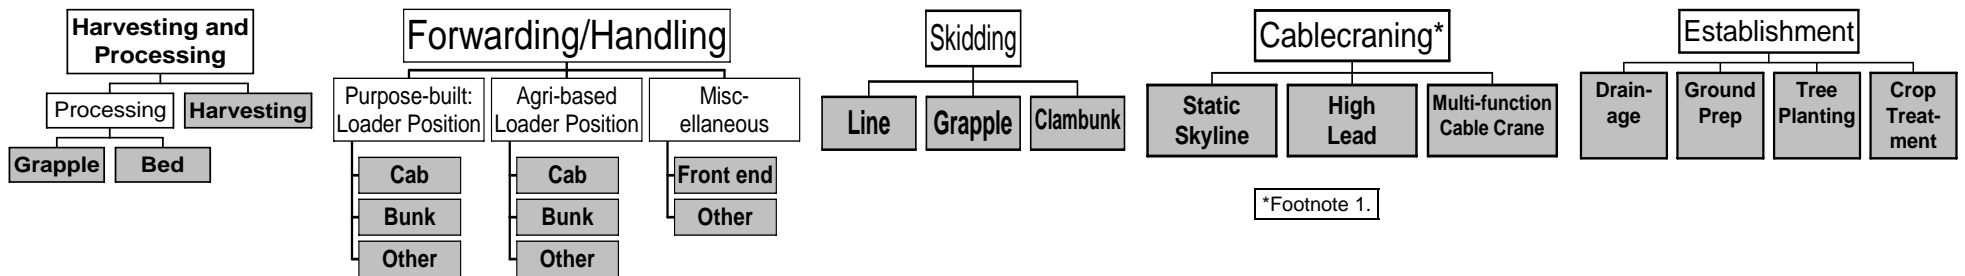 Harvesting and
Processing
Processing
Harvesting
Grapple
Bed
Forwarding/Handling
Purpose-built:
Loader Position
Cab
Bunk
Other
Agri-based
Loader Position
Cab
Bunk
Other
Misc-
ellaneous
Front end
Other
Skidding
Line
Grapple
Clambunk
Cablecraning*
Static
Skyline
High
Lead
Multi-function
Cable Crane
*Footnote 1.
Establishment
Drain-
age
Ground
Prep
Tree
Planting
Crop
Treat-
ment